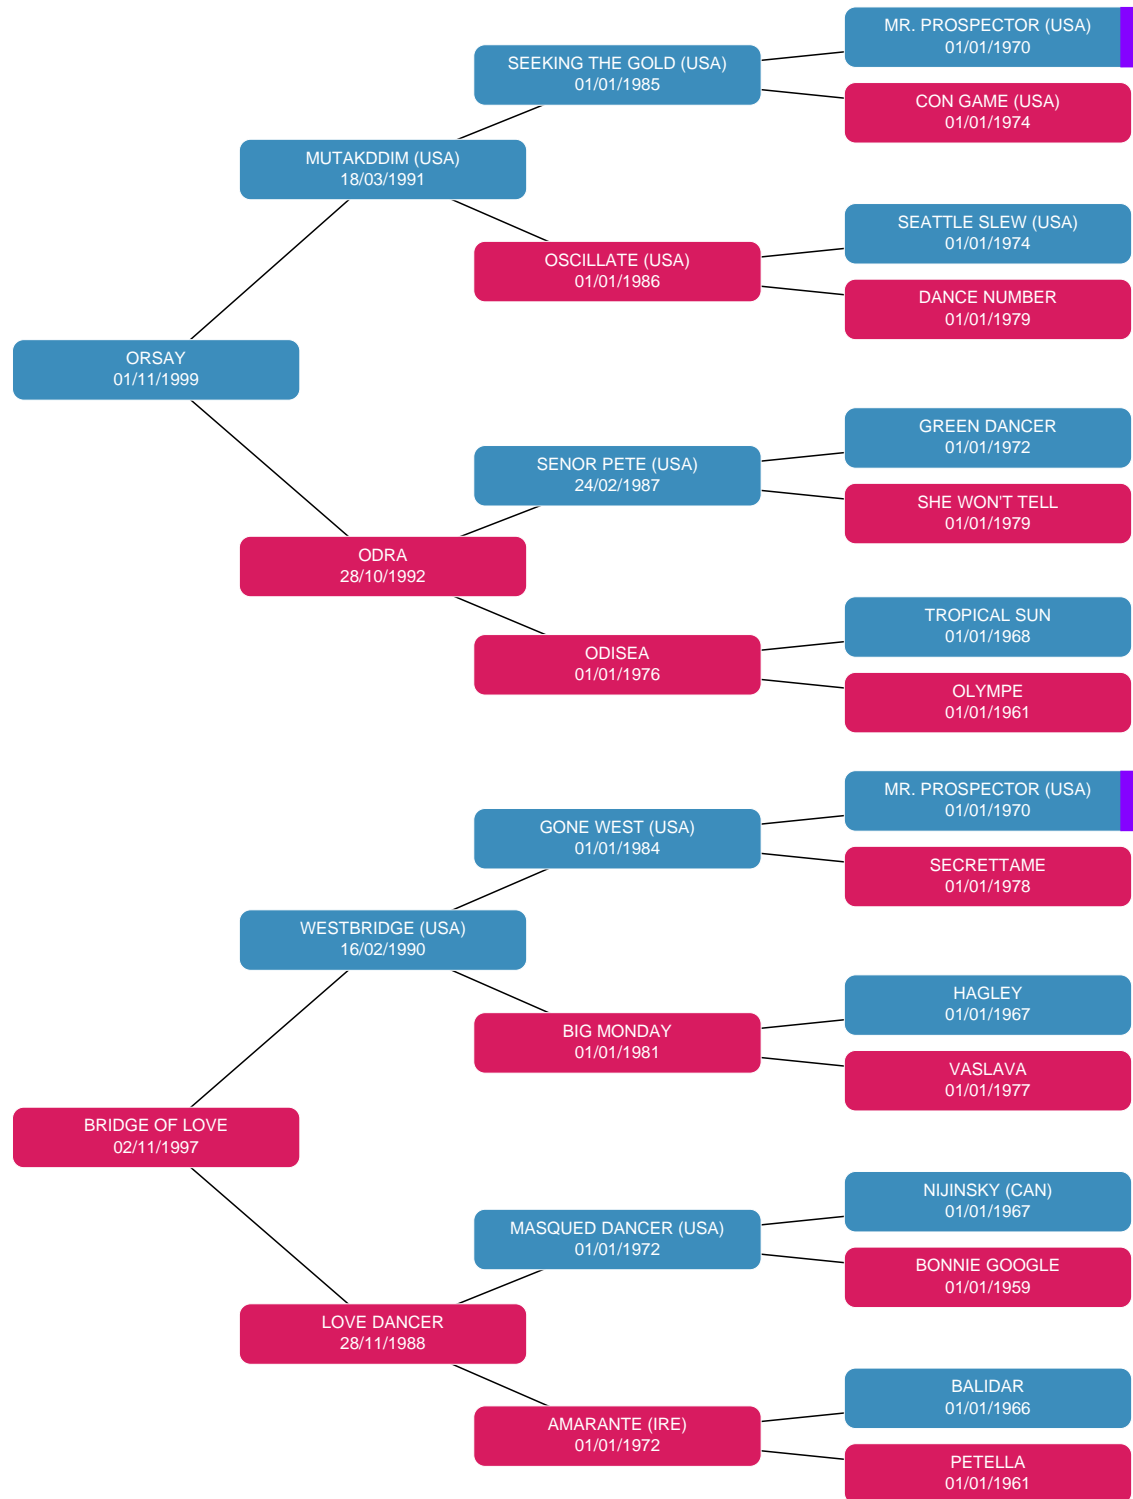 MR. PROSPECTOR (USA)
01/01/1970
SEEKING THE GOLD (USA)
01/01/1985
CON GAME (USA)
01/01/1974
MUTAKDDIM (USA)
18/03/1991
SEATTLE SLEW (USA)
01/01/1974
OSCILLATE (USA)
01/01/1986
DANCE NUMBER
01/01/1979
ORSAY
01/11/1999
GREEN DANCER
01/01/1972
SENOR PETE (USA)
24/02/1987
SHE WON'T TELL
01/01/1979
ODRA
28/10/1992
TROPICAL SUN
01/01/1968
ODISEA
01/01/1976
OLYMPE
01/01/1961
MR. PROSPECTOR (USA)
01/01/1970
GONE WEST (USA)
01/01/1984
SECRETTAME
01/01/1978
WESTBRIDGE (USA)
16/02/1990
HAGLEY
01/01/1967
BIG MONDAY
01/01/1981
VASLAVA
01/01/1977
BRIDGE OF LOVE
02/11/1997
NIJINSKY (CAN)
01/01/1967
MASQUED DANCER (USA)
01/01/1972
BONNIE GOOGLE
01/01/1959
LOVE DANCER
28/11/1988
BALIDAR
01/01/1966
AMARANTE (IRE)
01/01/1972
PETELLA
01/01/1961